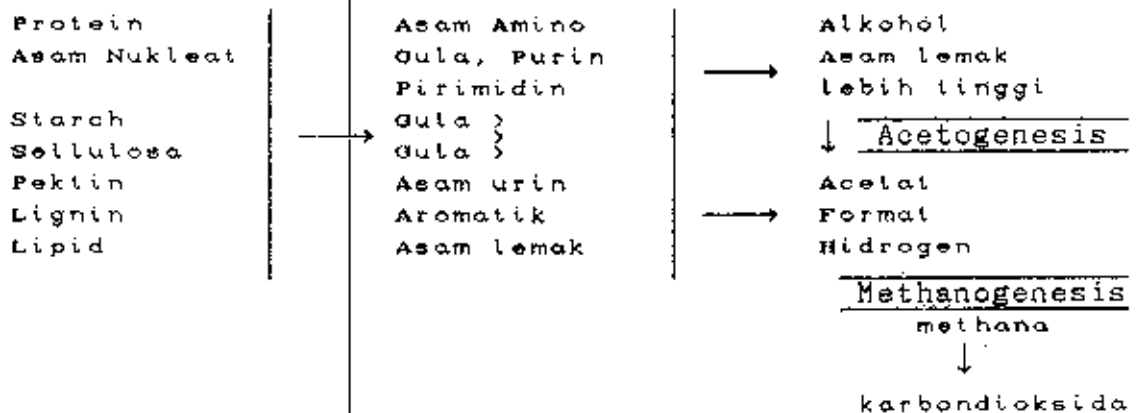 Protein
Asam Nukleat
Starch
Sellulosa
Pektin
Lignin
Lipid
Asam Amino
Gula, Purin
Pirimidin
Gula }
Gula }
Asam urin
Aromatik
Asam lemak
Alkohol
Asam lemak
lebih tinggi
Acetogenesis
Acetat
Format
Hidrogen
Methanogenesis
methana
karbondioksida